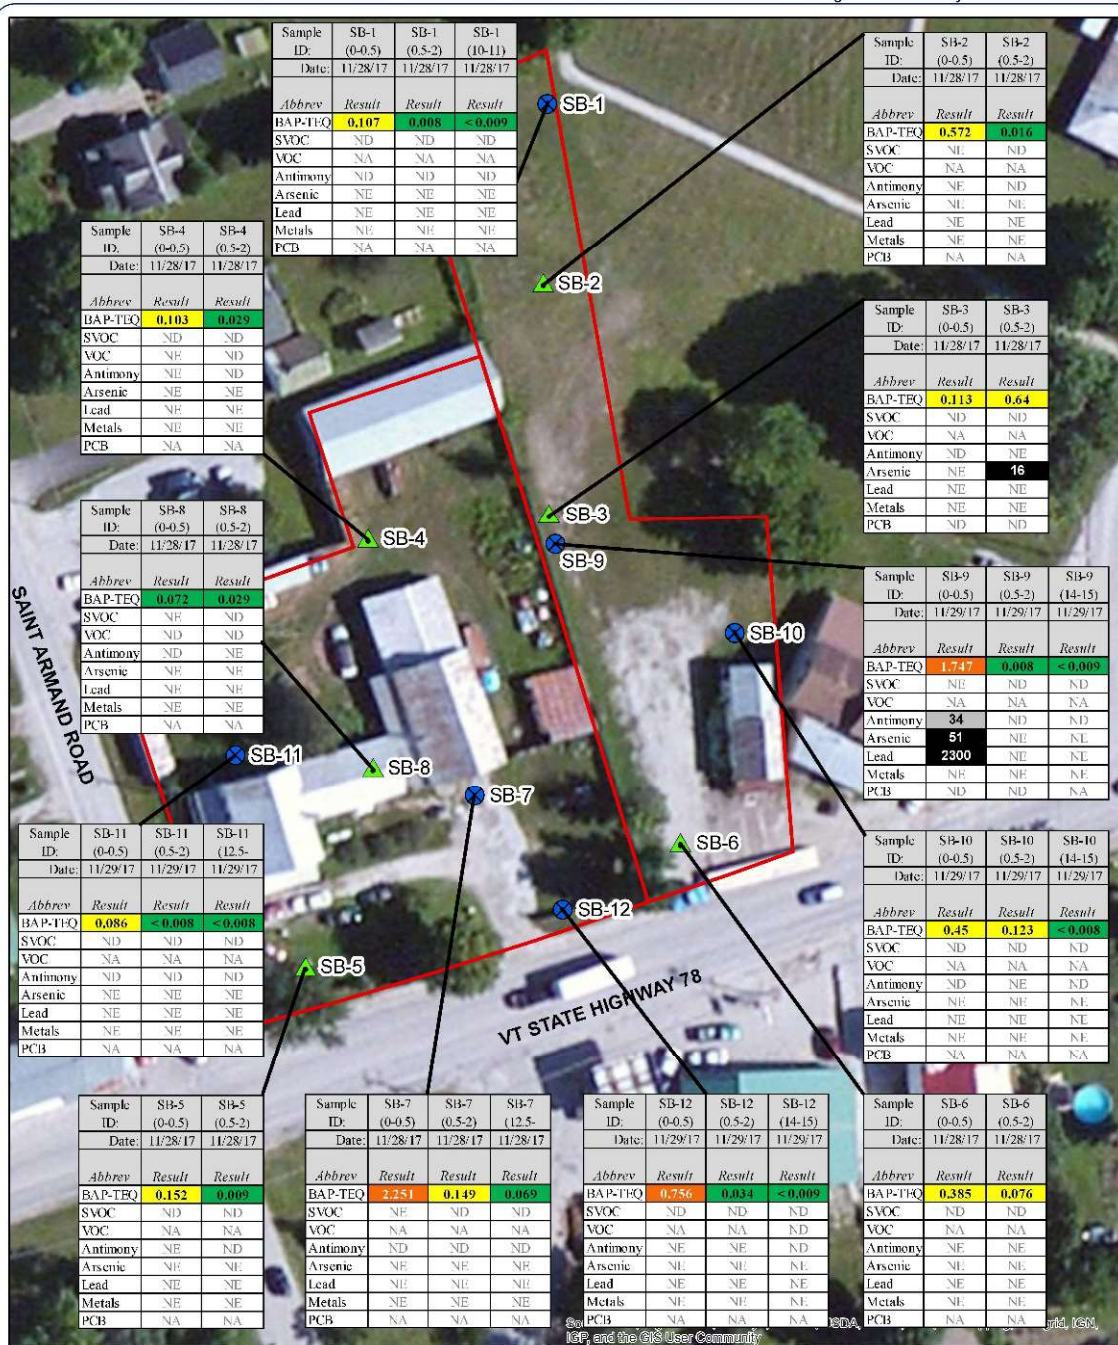 Sample SB-1 SB-1 SB-1
ID: (0-0.5) (0.5-2) (10-11)
Date: 11/28/17 11/28/17 11/28/17
Abbrev Result Result Result
BAP-TEQ 0.107 0.008 <0.009
SVOC ND ND ND
VOC NA NA NA
Antimony ND ND ND
Arsenic NE NE NE
Lead NE NE NE
Metals NE NE NE
PCB NA NA NA
SB-1
Sample SB-2 SB-2
ID: (0-0.5) (0.5-2)
Date: 11/28/17 11/28/17
Abbrev Result Result
BAP-TEQ 0.572 0.016
SVOC NE ND
VOC NA NA
Antimony NE ND
Arsenic NE NE
Lead NE NE
Metals NE NE
PCB NA NA
SB-2
Sample SB-4 SB-4
ID: (0-0.5) (0.5-2)
Date: 11/28/17 11/28/17
Abbrev Result Result
BAP-TEQ 0.103 0.029
SVOC ND ND
VOC NE ND
Antimony NE ND
Arsenic NE NE
Lead NE NE
Metals NE NE
PCB NA NA
SB-4
Sample SB-3 SB-3
ID: (0-0.5) (0.5-2)
Date: 11/28/17 11/28/17
Abbrev Result Result
BAP-TEQ 0.113 0.64
SVOC ND ND
VOC NA NA
Antimony ND NE
Arsenic NE 16
Lead NE NE
Metals NE NE
PCB ND ND
SB-3
SB-9
Sample SB-8 SB-8
ID: (0-0.5) (0.5-2)
Date: 11/28/17 11/28/17
Abbrev Result Result
BAP-TEQ 0.072 0.029
SVOC NE ND
VOC ND ND
Antimony ND NE
Arsenic NE NE
Lead NE NE
Metals NE NE
PCB NA NA
SB-8
Sample SB-9 SB-9 SB-9
ID: (0-0.5) (0.5-2) (14-15)
Date: 11/29/17 11/29/17 11/29/17
Abbrev Result Result Result
BAP-TEQ 1.747 0.008 <0.009
SVOC NE ND ND
VOC NA NA NA
Antimony 34 ND ND
Arsenic 51 NE NE
Lead 2300 NE NE
Metals NE NE NE
PCB ND ND NA
SB-10
SAINT ARMAND ROAD
SB-11
SB-7
SB-6
SB-12
SB-5
VT STATE HIGHWAY 78
Sample SB-11 SB-11 SB-11
ID: (0-0.5) (0.5-2) (12.5-
Date: 11/29/17 11/29/17 11/29/17
Abbrev Result Result Result
BAP-TEQ 0.086 <0.008 <0.008
SVOC ND ND ND
VOC NA NA NA
Antimony ND ND ND
Arsenic NE NE NE
Lead NE NE NE
Metals NE NE NE
PCB NA NA NA
Sample SB-10 SB-10 SB-10
ID: (0-0.5) (0.5-2) (14-15)
Date: 11/29/17 11/29/17 11/29/17
Abbrev Result Result Result
BAP-TEQ 0.45 0.123 <0.008
SVOC ND ND ND
VOC NA NA NA
Antimony ND NE ND
Arsenic NE NE NE
Lead NE NE NE
Metals NE NE NE
PCB NA NA NA
Sample SB-5 SB-5
ID: (0-0.5) (0.5-2)
Date: 11/28/17 11/28/17
Abbrev Result Result
BAP-TEQ 0.152 0.009
SVOC ND ND
VOC NA NA
Antimony NE ND
Arsenic NE NE
Lead NE NE
Metals NE NE
PCB NA NA
Sample SB-7 SB-7 SB-7
ID: (0-0.5) (0.5-2) (12.5-
Date: 11/28/17 11/28/17 11/28/17
Abbrev Result Result Result
BAP-TEQ 2.251 0.149 0.069
SVOC NE ND ND
VOC NA NA NA
Antimony ND ND ND
Arsenic NE NE NE
Lead NE NE NE
Metals NE NE NE
PCB NA NA NA
Sample SB-12 SB-12 SB-12
ID: (0-0.5) (0.5-2) (14-15)
Date: 11/29/17 11/29/17 11/29/17
Abbrev Result Result Result
BAP-TEQ 0.756 0.034 <0.009
SVOC ND ND ND
VOC NA NA ND
Antimony NE NE ND
Arsenic NE NE NE
Lead NE NE NE
Metals NE NE NE
PCB NA NA NA
Sample SB-6 SB-6
ID: (0-0.5) (0.5-2)
Date: 11/28/17 11/28/17
Abbrev Result Result
BAP-TEQ 0.385 0.076
SVOC ND ND
VOC NA NA
Antimony NE NE
Arsenic NE NE
Lead NE NE
Metals NE NE
PCB NA NA
IGN,
IGP, and the GIS User Community